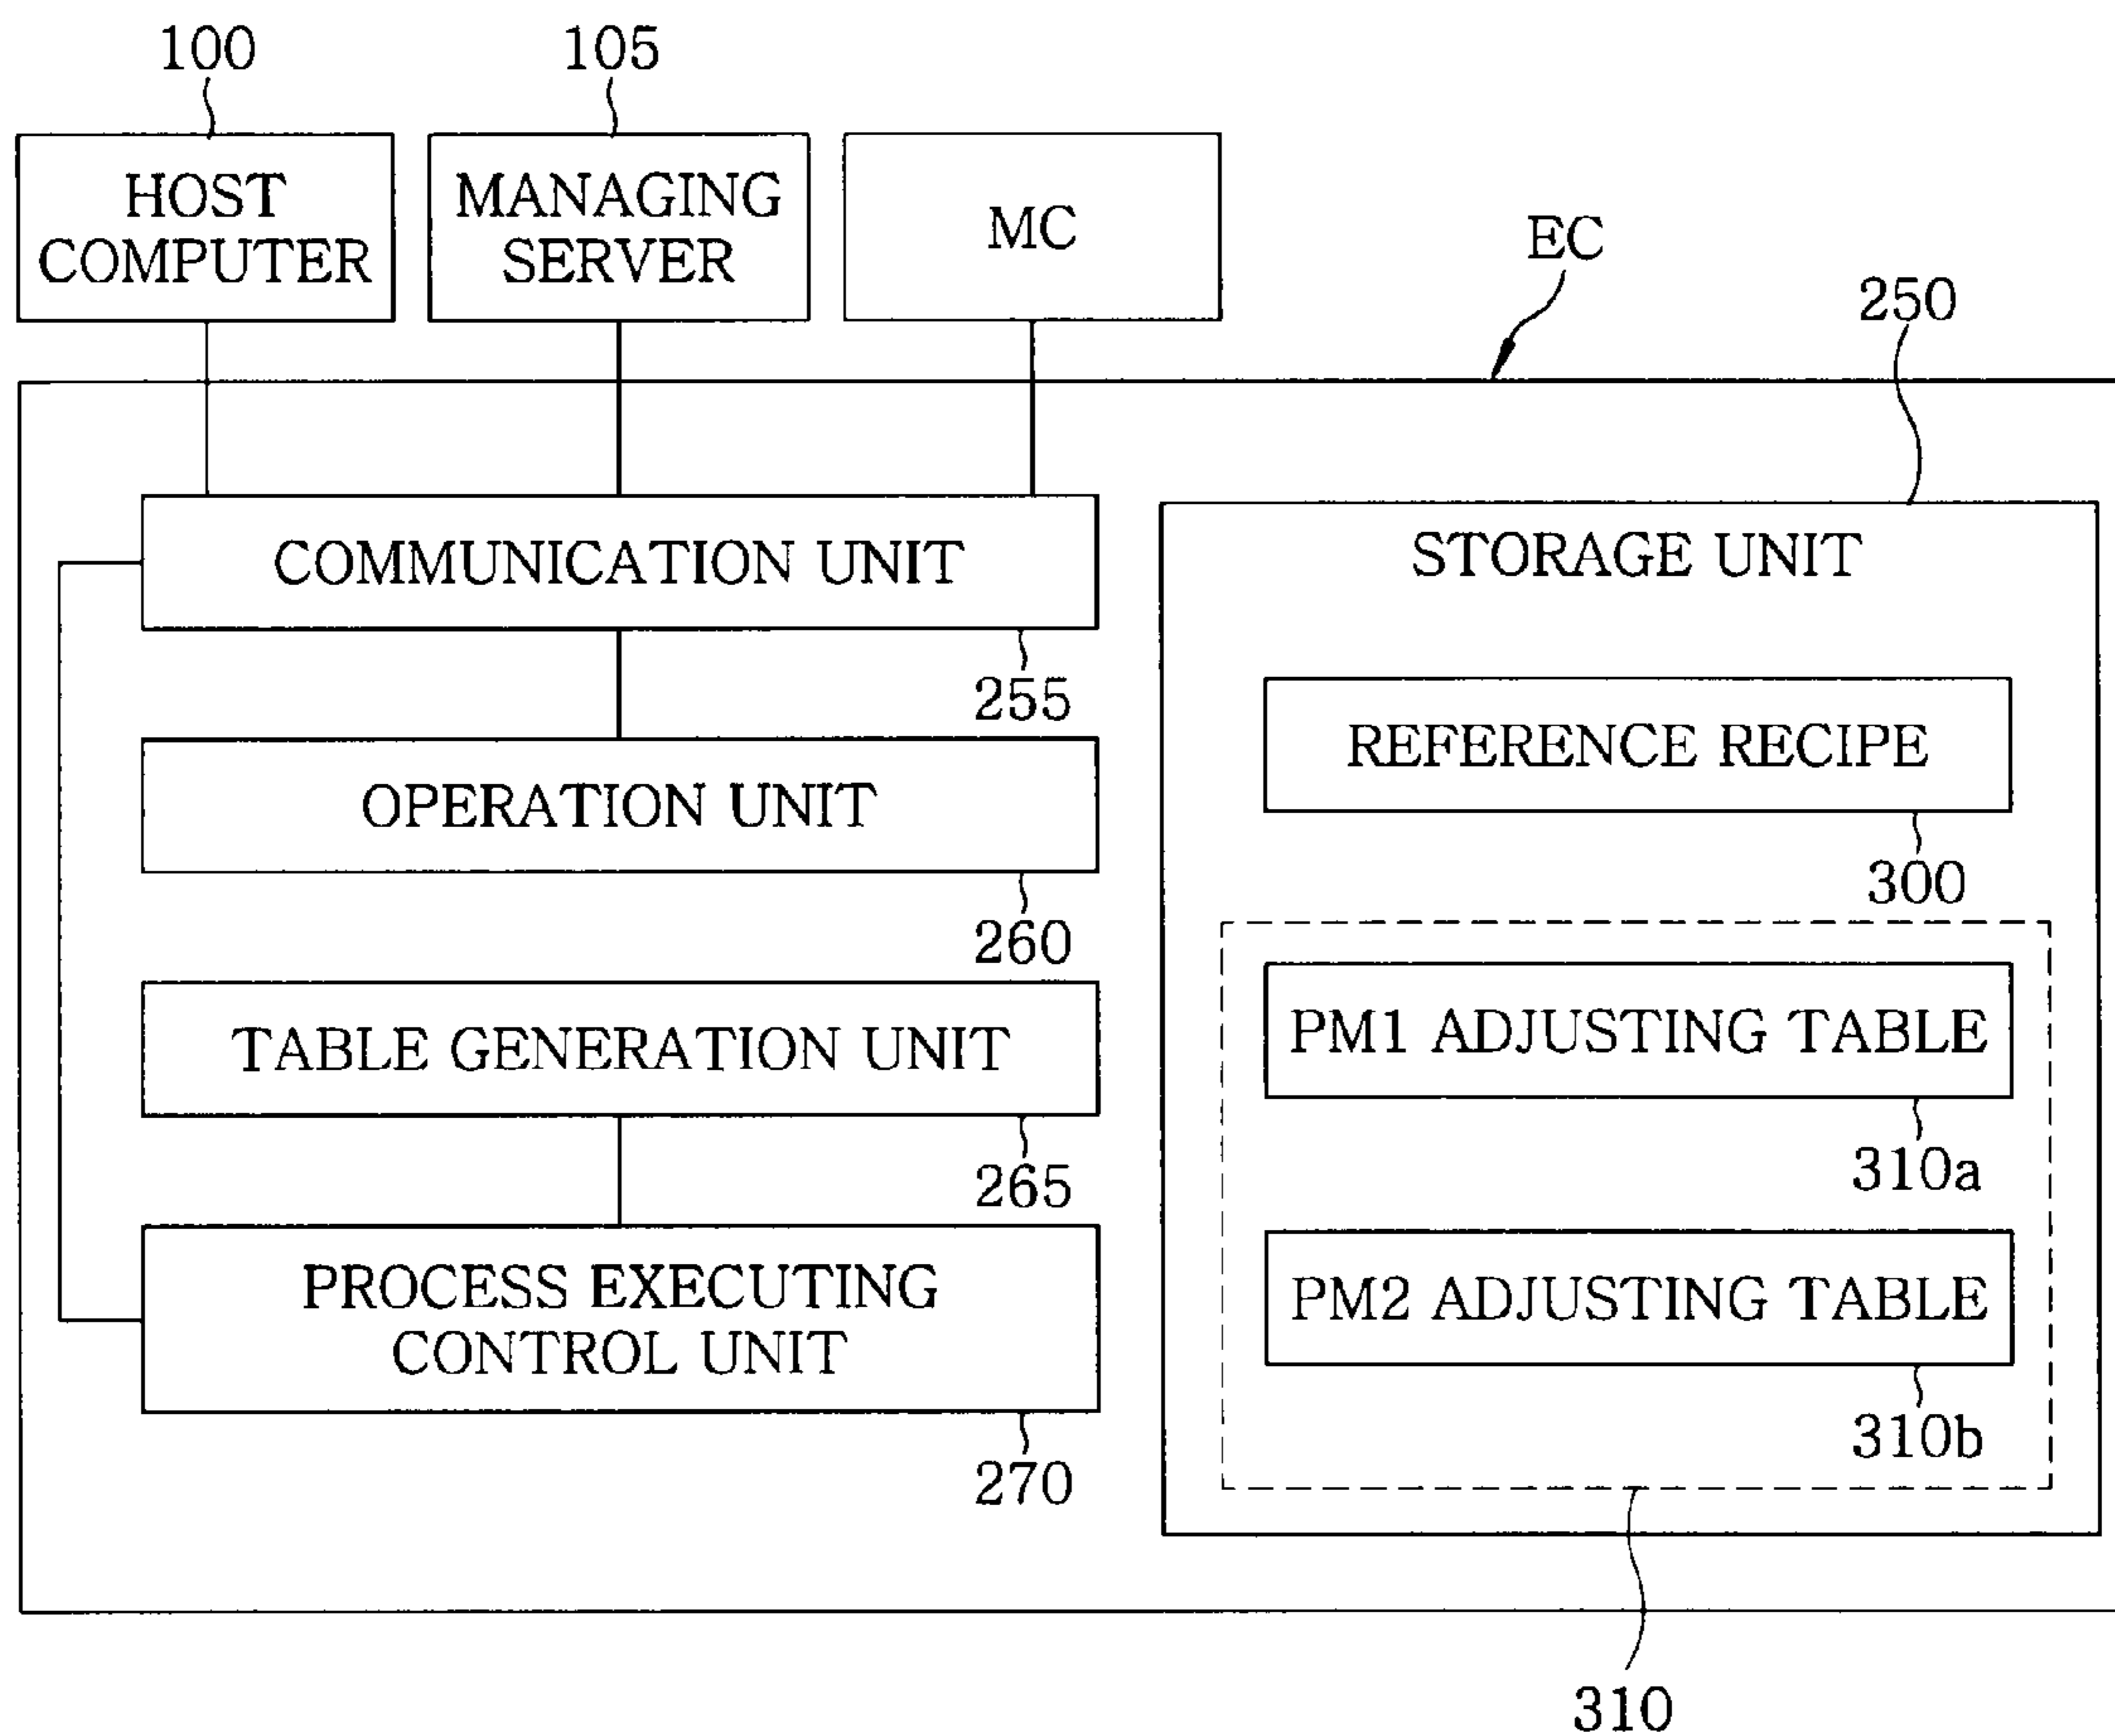 100
105
HOST
COMPUTER
MANAGING
SERVER
MC
EC
250
COMMUNICATION UNIT
255
OPERATION UNIT
260
TABLE GENERATION UNIT
265
PROCESS EXECUTING
CONTROL UNIT
270
STORAGE UNIT
REFERENCE RECIPE
300
PM1 ADJUSTING TABLE
310a
PM2 ADJUSTING TABLE
310b
310